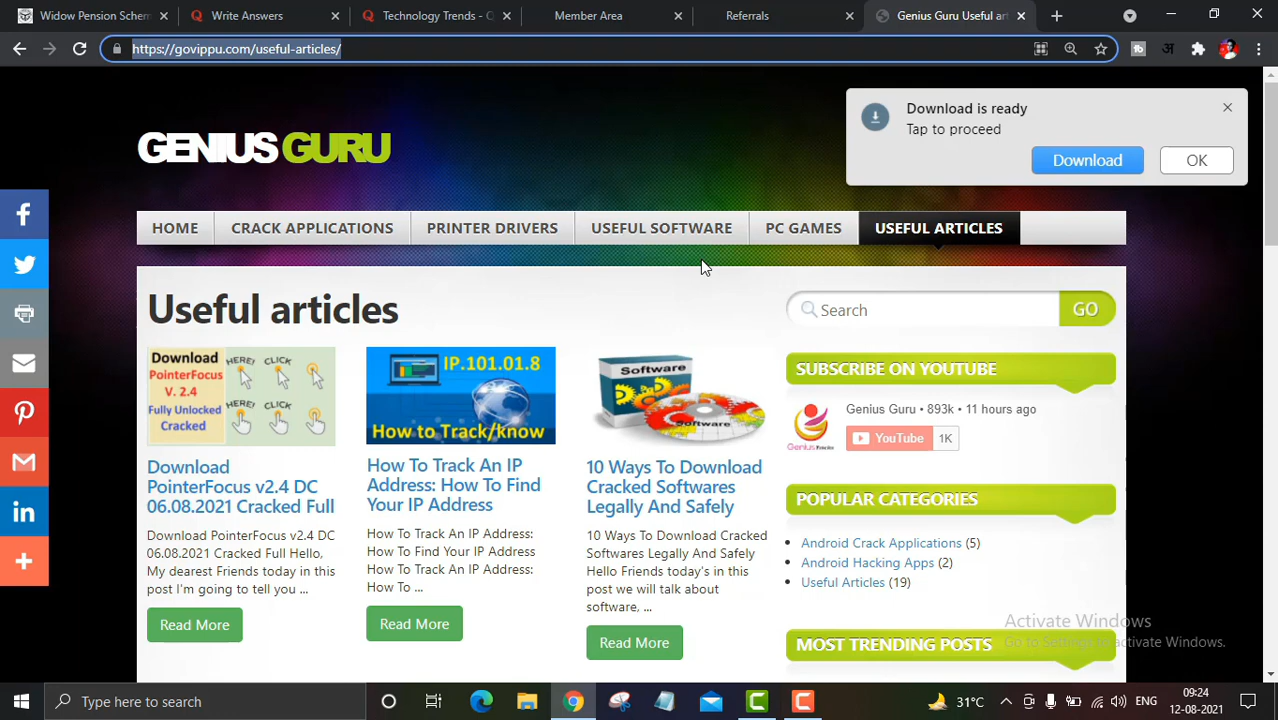 Widow Pension Schem
Write Answers
Technology Trends - Q
Member Area
Referrals
Genius Guru Useful ar
https://govippu.com/useful-articles/
अ
Download is ready
Tap to proceed
Download
OK
GENIUS GURU
HOME
CRACK APPLICATIONS
PRINTER DRIVERS
USEFUL SOFTWARE
PC GAMES
USEFUL ARTICLES
Useful articles
Search
GO
Download
PointerFocus
V. 2.4
Fully Unlocked
Cracked
HERE!
CLICK
HERE!
CLICK
IP.101.01.8
How to Track/know
Software
Software
Download
PointerFocus v2.4 DC
06.08.2021 Cracked Full
Download PointerFocus v2.4 DC
06.08.2021 Cracked Full Hello,
My dearest Friends today in this
post I'm going to tell you ...
Read More
How To Track An IP
Address: How To Find
Your IP Address
How To Track An IP Address:
How To Find Your IP Address
How To Track An IP Address:
How To ...
Read More
10 Ways To Download
Cracked Softwares
Legally And Safely
10 Ways To Download Cracked
Softwares Legally And Safely
Hello Friends today's in this
post we will talk about
software, ...
Read More
SUBSCRIBE ON YOUTUBE
Genius Guru • 893k • 11 hours ago
YouTube
1K
POPULAR CATEGORIES
Android Crack Applications (5)
Android Hacking Apps (2)
Useful Articles (19)
MOST TRENDING POSTS
Activate Windows
Go to Settings to activate Windows.
Type here to search
31°C
ENG
09:24
12-08-2021